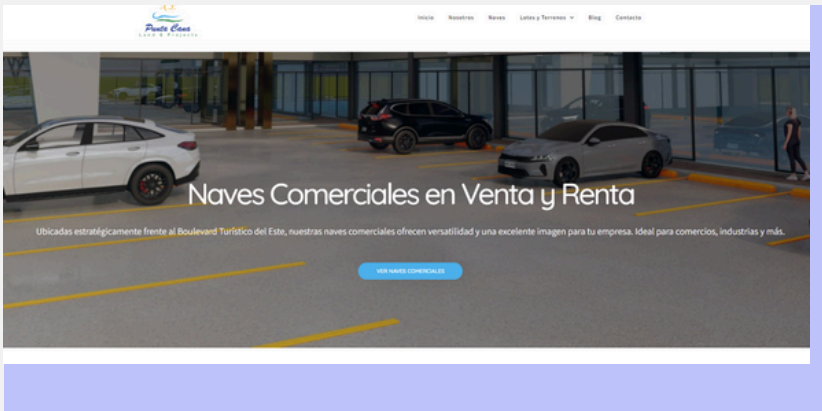 Punta Cana
Land & Projects
Inicio Nosotros Naves Lotes y Terrenos Blog Contacto
Naves Comerciales en Venta y Renta
Ubicadas estratégicamente frente al Boulevard Turístico del Este, nuestras naves comerciales ofrecen versatilidad y una excelente imagen para tu empresa. Ideal para comercios, industrias y más.
VER NAVES COMERCIALES